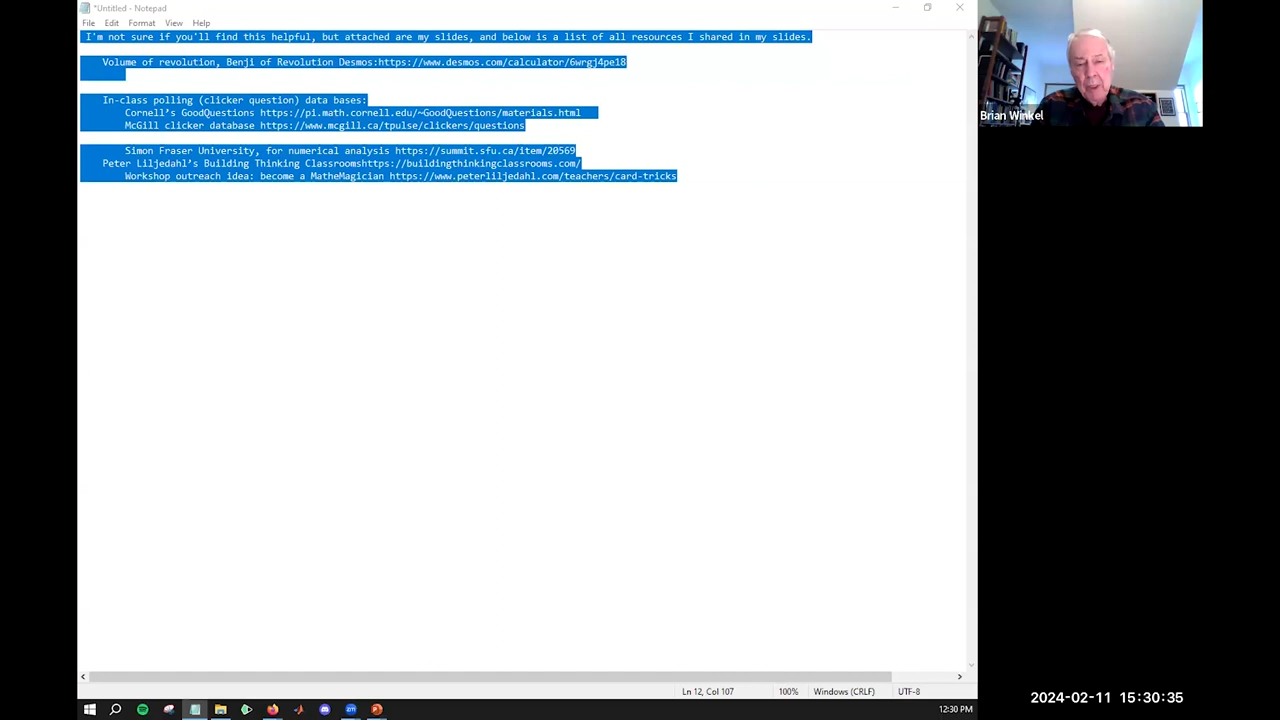 *Untitled - Notepad
File Edit Format View Help
I'm not sure if you'll find this helpful, but attached are my slides, and below is a list of all resources I shared in my slides.
Volume of revolution, Benji of Revolution Desmos:https://www.desmos.com/calculator/6wrgj4pe18
In-class polling (clicker question) data bases:
Cornell’s GoodQuestions https://pi.math.cornell.edu/~GoodQuestions/materials.html
McGill clicker database https://www.mcgill.ca/tpulse/clickers/questions
Simon Fraser University, for numerical analysis https://summit.sfu.ca/item/20569
Peter Liljedahl’s Building Thinking Classroomshttps://buildingthinkingclassrooms.com/
Workshop outreach idea: become a MatheMagician https://www.peterliljedahl.com/teachers/card-tricks
Brian Winkel
Ln 12, Col 107 100% Windows (CRLF) UTF-8
2024-02-11 15:30:35
12:30 PM